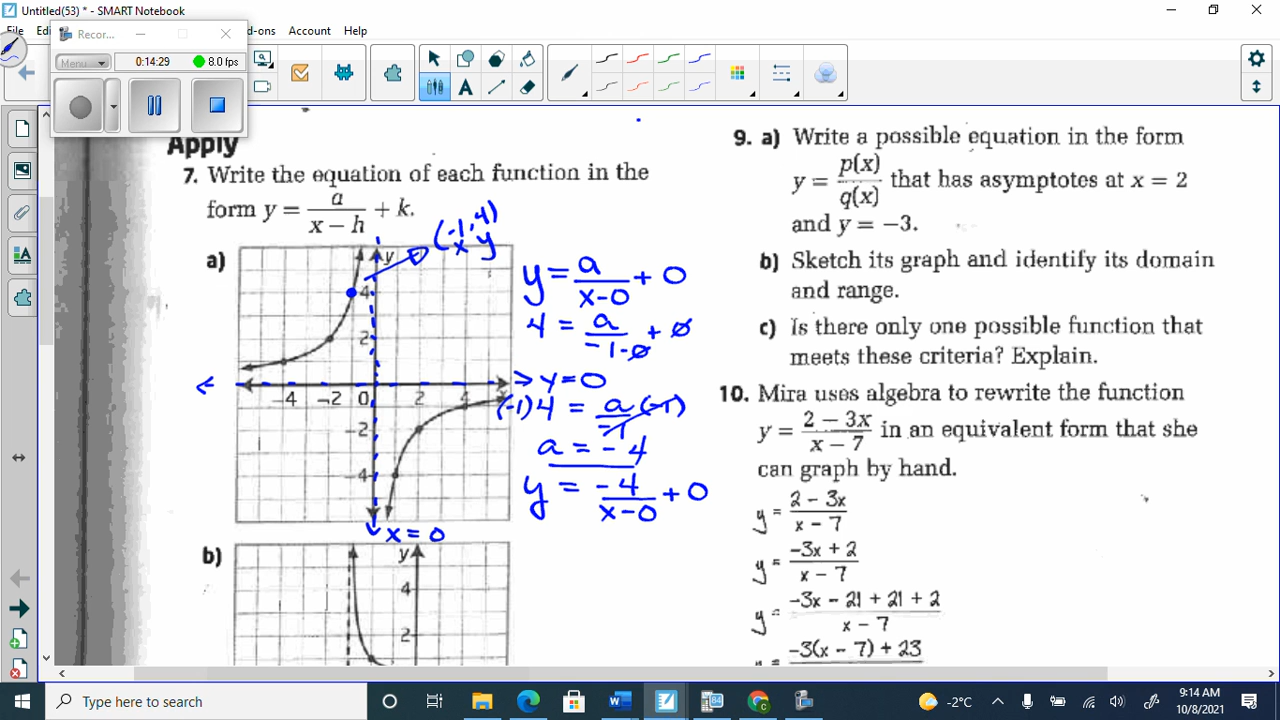 Untitled(53) * - SMART Notebook
Recor...
File Edi d-ons Account Help
Menu 0:14:29 8.0 fps
Apply
7. Write the equation of each function in the
form y = a / x − h + k.
(-1, 4)
x y
a)
y
4
2
-4 -2 0 2 4 x
-2
-4
y = a / x-0 + 0
4 = a / -1-0 + 0
y = 0
(-1) 4 = a / -1 (-1)
a = -4
y = -4 / x-0 + 0
x = 0
b)
y
4
2
9. a) Write a possible equation in the form
y = p(x) / q(x) that has asymptotes at x = 2
and y = −3.
b) Sketch its graph and identify its domain
and range.
c) Is there only one possible function that
meets these criteria? Explain.
10. Mira uses algebra to rewrite the function
y = 2 − 3x / x − 7 in an equivalent form that she
can graph by hand.
y = 2 − 3x / x − 7
y = −3x + 2 / x − 7
y = −3x − 21 + 21 + 2 / x − 7
−3(x − 7) + 23
Type here to search
-2°C
9:14 AM
10/8/2021